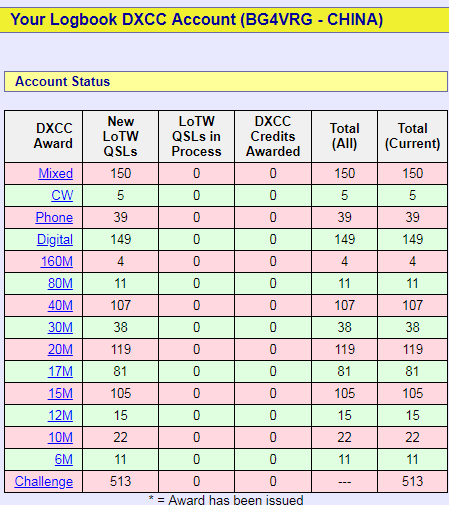 Your Logbook DXCC Account (BG4VRG - CHINA)
Account Status
DXCC Award New LoTW QSLs LoTW QSLs in Process DXCC Credits Awarded Total (All) Total (Current)
Mixed 150 0 0 150 150
CW 5 0 0 5 5
Phone 39 0 0 39 39
Digital 149 0 0 149 149
160M 4 0 0 4 4
80M 11 0 0 11 11
40M 107 0 0 107 107
30M 38 0 0 38 38
20M 119 0 0 119 119
17M 81 0 0 81 81
15M 105 0 0 105 105
12M 15 0 0 15 15
10M 22 0 0 22 22
6M 11 0 0 11 11
Challenge 513 0 0 --- 513
* = Award has been issued